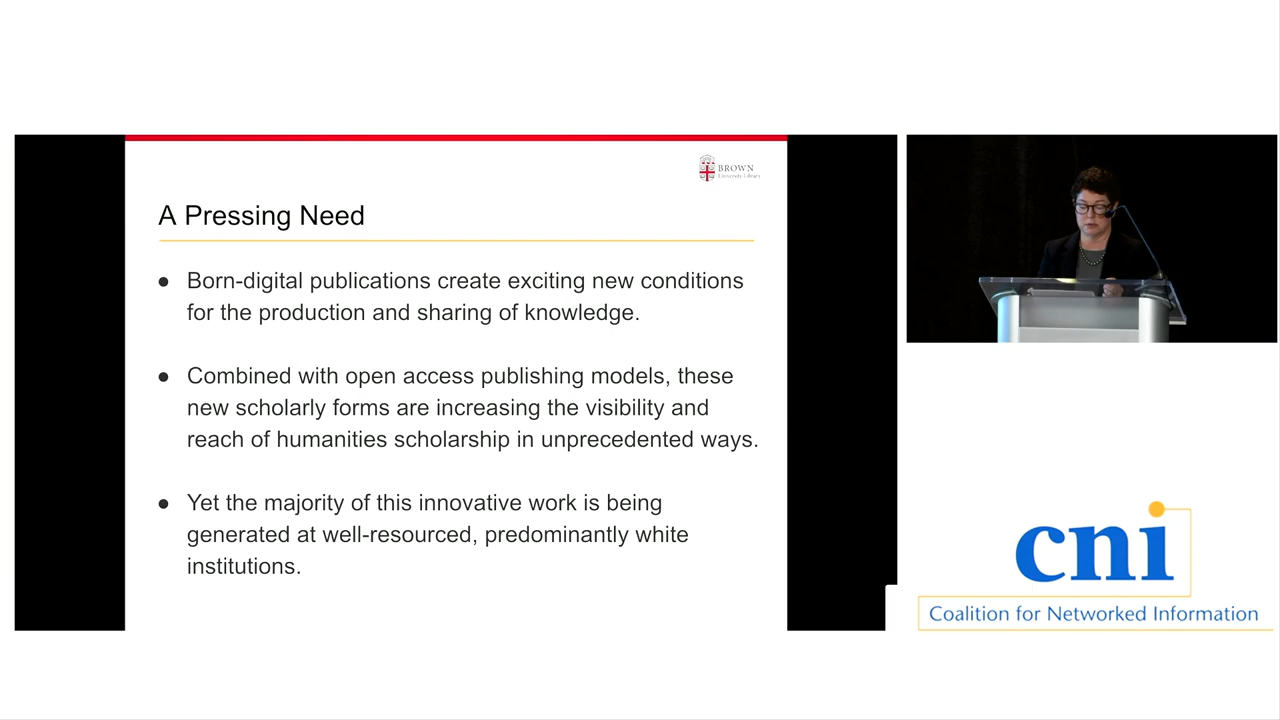 BROWN
University Library
A Pressing Need
● Born-digital publications create exciting new conditions
for the production and sharing of knowledge.
● Combined with open access publishing models, these
new scholarly forms are increasing the visibility and
reach of humanities scholarship in unprecedented ways.
● Yet the majority of this innovative work is being
generated at well-resourced, predominantly white
institutions.
cni
Coalition for Networked Information